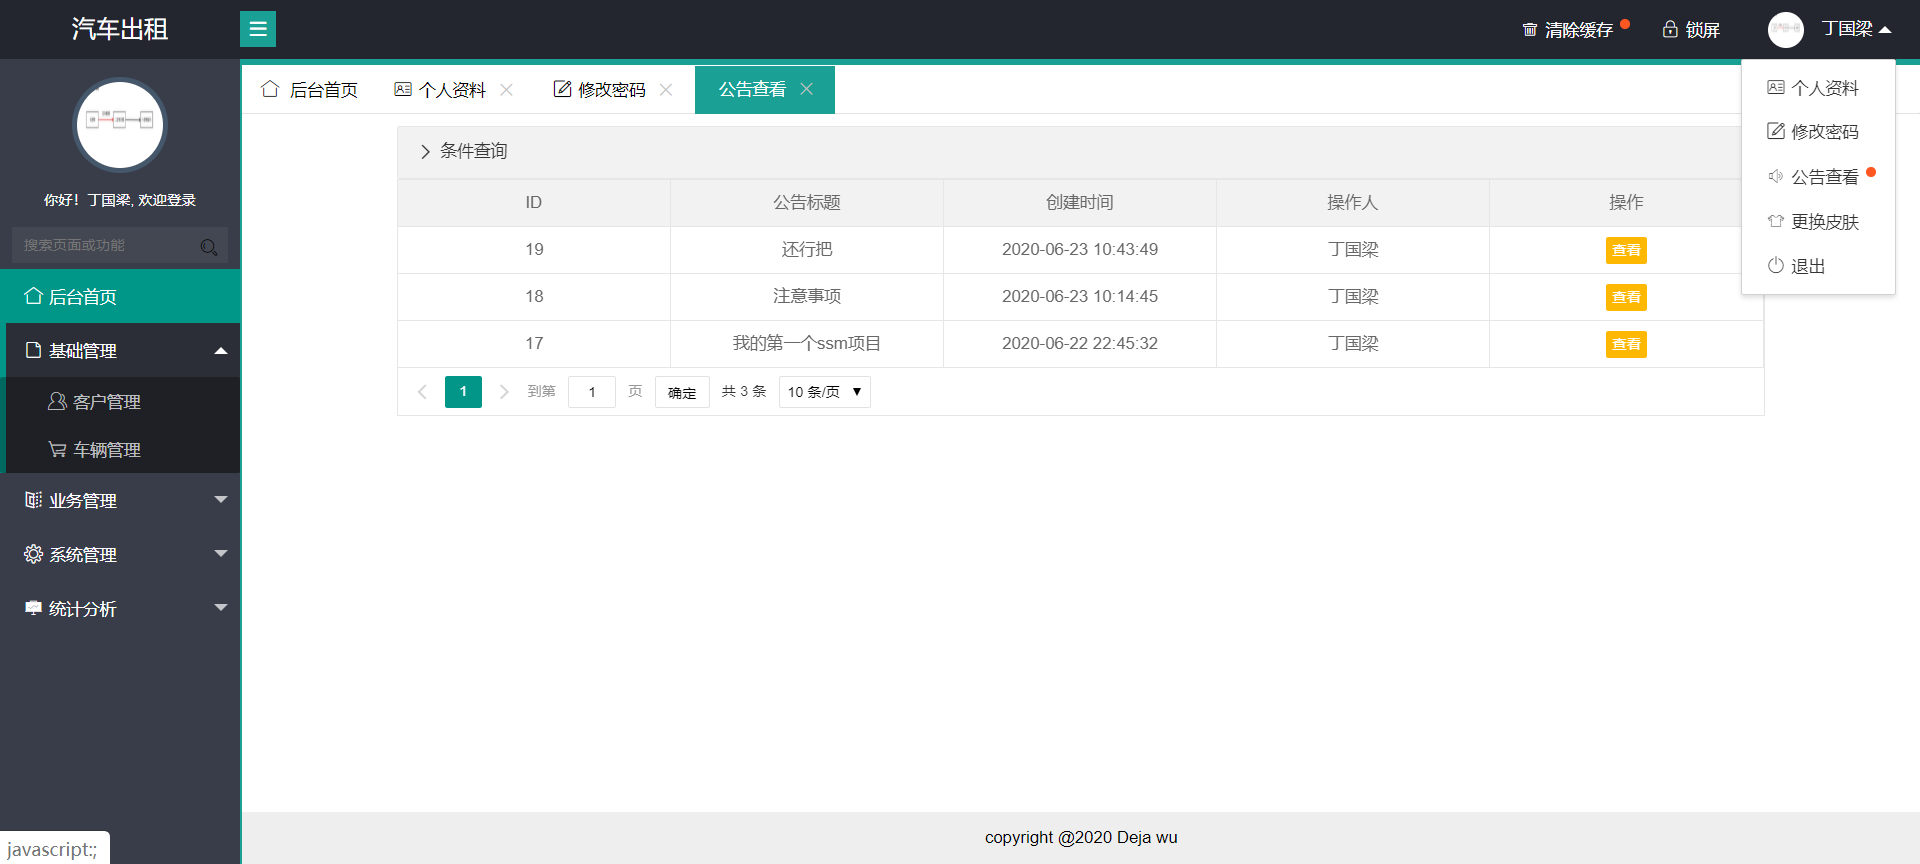 汽车出租
清除缓存
锁屏
丁国梁
你好！丁国梁, 欢迎登录
搜索页面或功能
后台首页
基础管理
客户管理
车辆管理
业务管理
系统管理
统计分析
后台首页
个人资料
修改密码
公告查看
个人资料
修改密码
公告查看
更换皮肤
退出
条件查询
ID 公告标题 创建时间 操作人 操作
19 还行把 2020-06-23 10:43:49 丁国梁 查看
18 注意事项 2020-06-23 10:14:45 丁国梁 查看
17 我的第一个ssm项目 2020-06-22 22:45:32 丁国梁 查看
1 到第 1 页 确定 共 3 条 10 条/页
copyright @2020 Deja wu
javascript:;